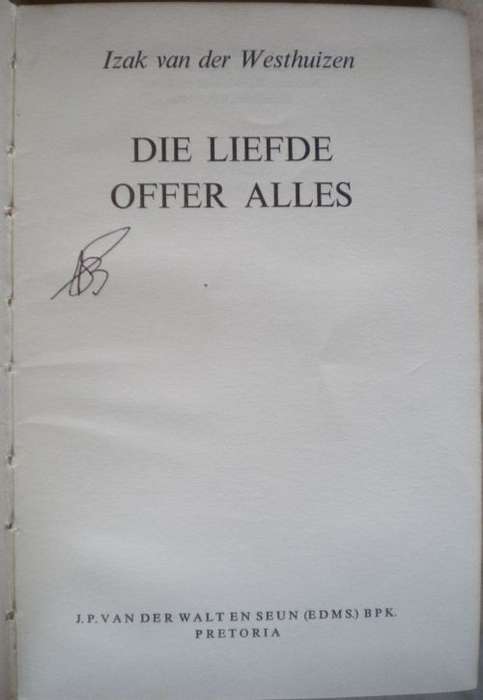 Izak van der Westhuizen
DIE LIEFDE
OFFER ALLES
J.P. VAN DER WALT EN SEUN (EDMS.) BPK.
PRETORIA